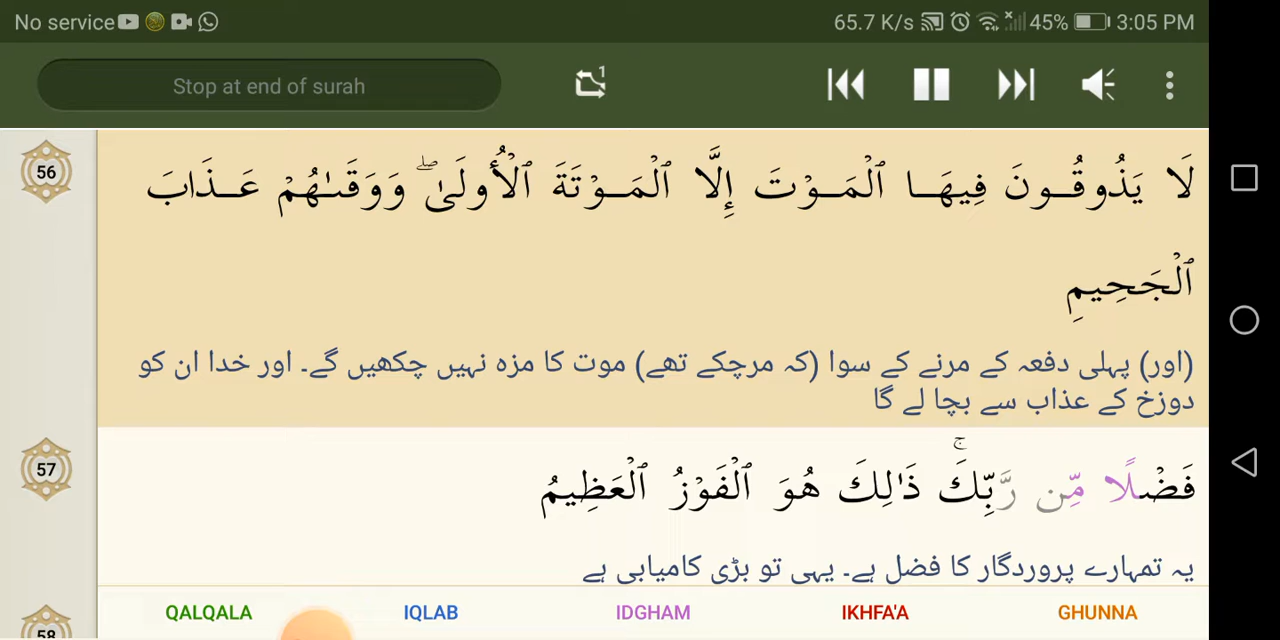 No service 65.7 K/s 45% 3:05 PM
Stop at end of surah 1
56
لَا يَذُوقُونَ فِيهَا ٱلْمَوْتَ إِلَّا ٱلْمَوْتَةَ ٱلْأُولَىٰ ۖ وَوَقَىٰهُمْ عَذَابَ
ٱلْجَحِيمِ
(اور) پہلی دفعہ کے مرنے کے سوا (کہ مرچکے تھے) موت کا مزہ نہیں چکھیں گے۔ اور خدا ان کو
دوزخ کے عذاب سے بچا لے گا
57
فَضْلًا مِّن رَّبِّكَ ۚ ذَٰلِكَ هُوَ ٱلْفَوْزُ ٱلْعَظِيمُ
یہ تمہارے پروردگار کا فضل ہے۔ یہی تو بڑی کامیابی ہے
58
QALQALA IQLAB IDGHAM IKHFA'A GHUNNA